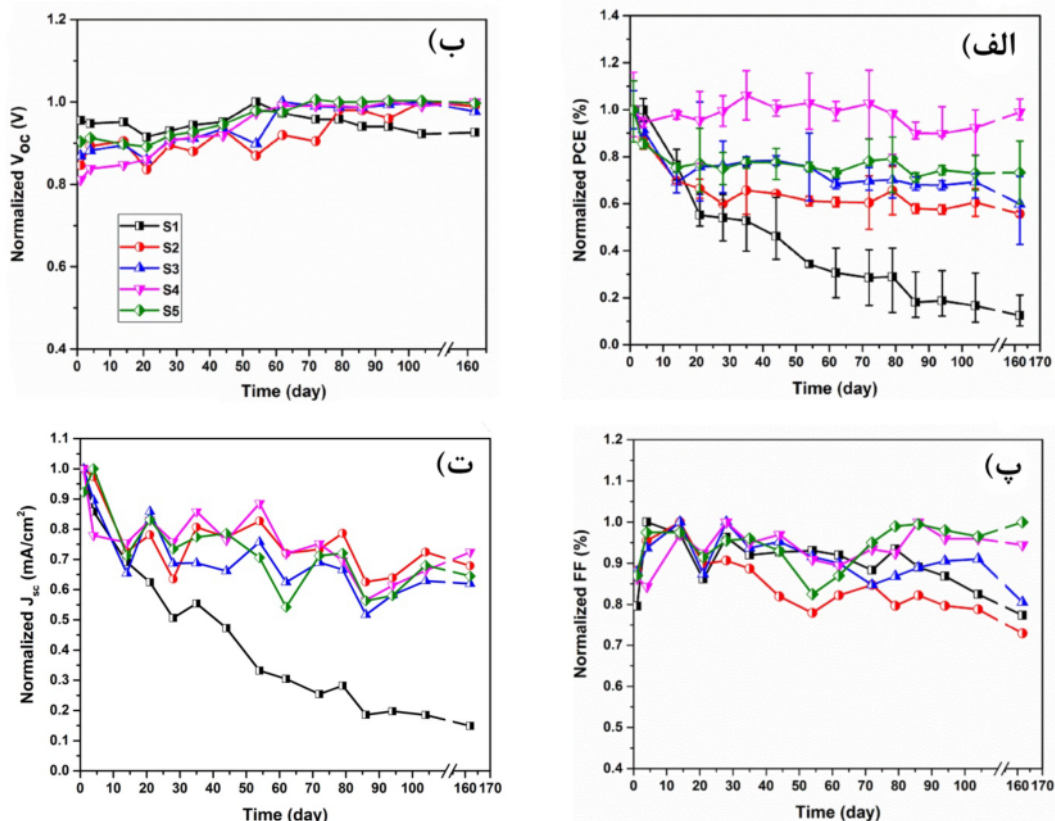 الف)
Normalized PCE (%)
1.4
1.2
1.0
0.8
0.6
0.4
0.2
0.0
0 10 20 30 40 50 60 70 80 90 100 160 170
Time (day)
ب)
Normalized VOC (V)
1.2
1.0
0.8
0.6
0.4
S1
S2
S3
S4
S5
0 10 20 30 40 50 60 70 80 90 100 160
Time (day)
پ)
Normalized FF (%)
1.2
1.1
1.0
0.9
0.8
0.7
0.6
0.5
0.4
0 10 20 30 40 50 60 70 80 90 100 160 170
Time (day)
ت)
Normalized Jsc (mA/cm²)
1.1
1.0
0.9
0.8
0.7
0.6
0.5
0.4
0.3
0.2
0.1
0.0
0 10 20 30 40 50 60 70 80 90 100 160 170
Time (day)